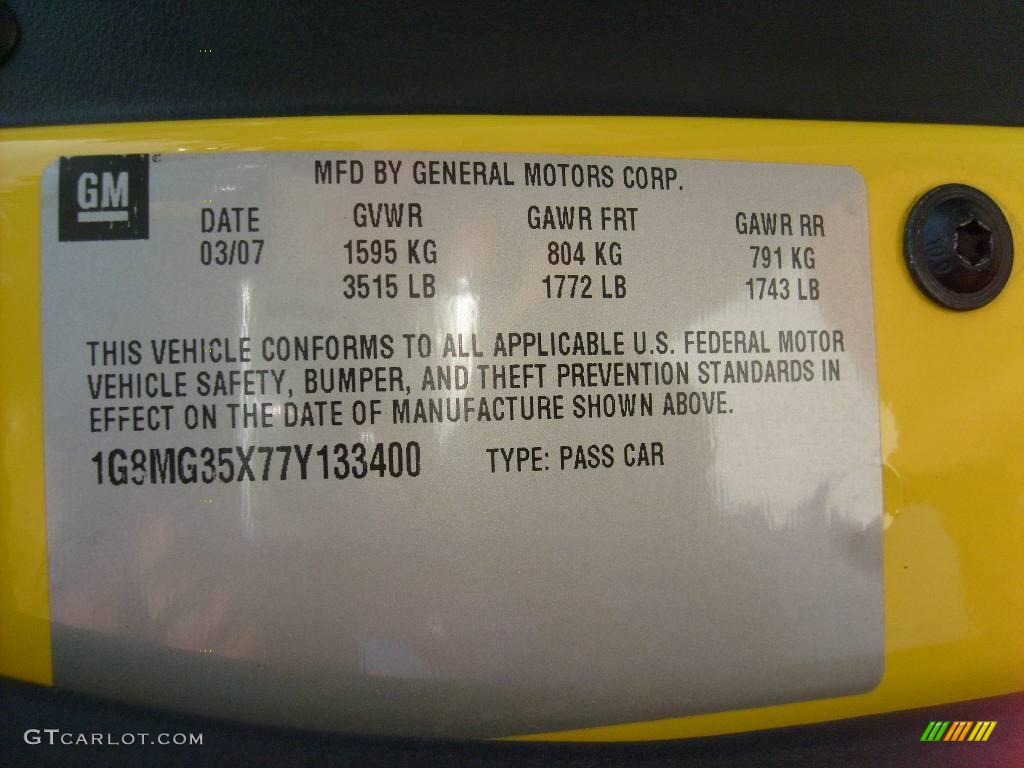 GM
MFD BY GENERAL MOTORS CORP.
DATE GVWR GAWR FRT GAWR RR
03/07 1595 KG 804 KG 791 KG
3515 LB 1772 LB 1743 LB
THIS VEHICLE CONFORMS TO ALL APPLICABLE U.S. FEDERAL MOTOR
VEHICLE SAFETY, BUMPER, AND THEFT PREVENTION STANDARDS IN
EFFECT ON THE DATE OF MANUFACTURE SHOWN ABOVE.
1G8MG35X77Y133400 TYPE: PASS CAR
GTCARLOT.COM